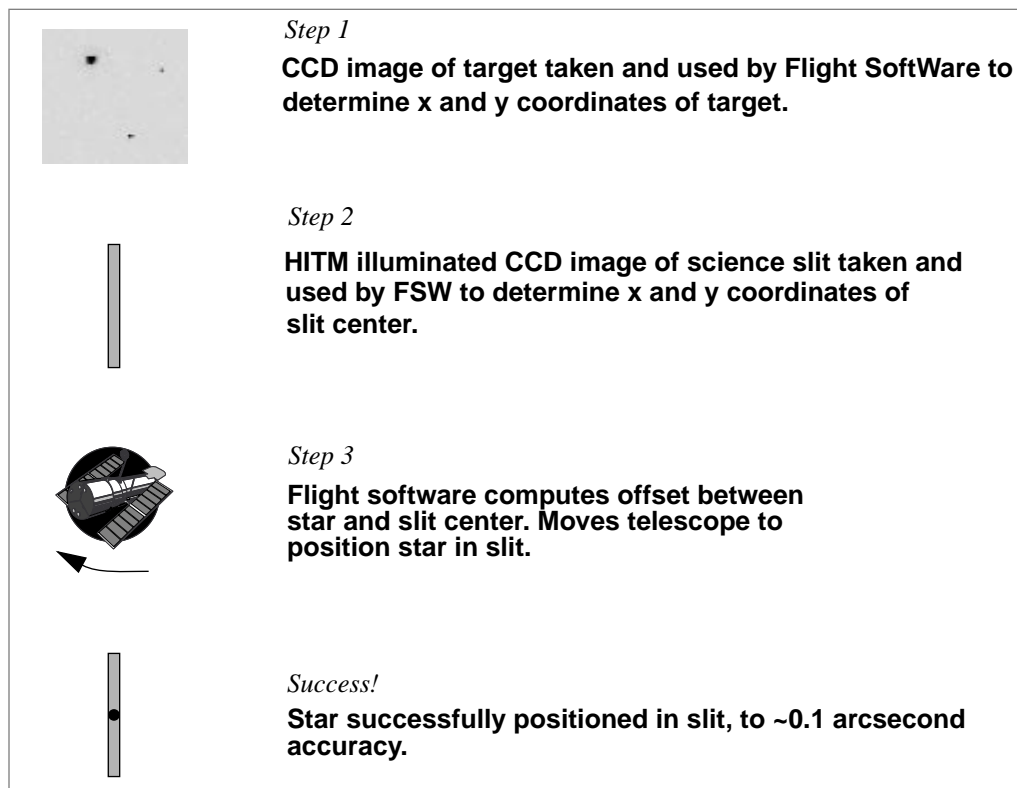 Step 1
CCD image of target taken and used by Flight SoftWare to
determine x and y coordinates of target.
Step 2
HITM illuminated CCD image of science slit taken and
used by FSW to determine x and y coordinates of
slit center.
Step 3
Flight software computes offset between
star and slit center. Moves telescope to
position star in slit.
Success!
Star successfully positioned in slit, to ~0.1 arcsecond
accuracy.